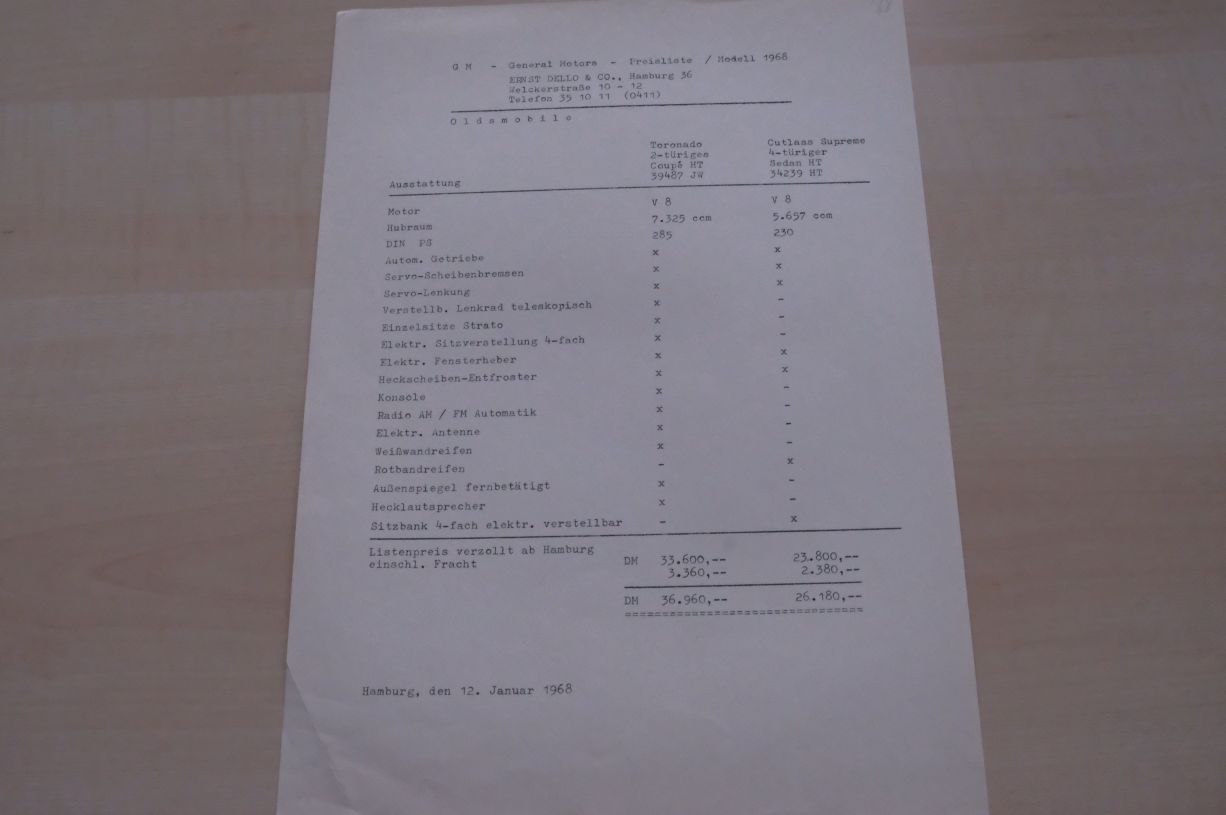 G M - General Motors - Preisliste / Modell 1968
ERNST DELLO & CO., Hamburg 36
Welckerstraße 10 - 12
Telefon 35 10 11 (0411)
O l d s m o b i l e
Toronado Cutlass Supreme
2-türiges 4-türiger
Coupé HT Sedan HT
Ausstattung 39487 JW 34239 HT
Motor V 8 V 8
Hubraum 7.325 ccm 5.657 ccm
DIN PS 285 230
Autom. Getriebe x x
Servo-Scheibenbremsen x x
Servo-Lenkung x x
Verstellb. Lenkrad teleskopisch x -
Einzelsitze Strato x -
Elektr. Sitzverstellung 4-fach x -
Elektr. Fensterheber x x
Heckscheiben-Entfroster x x
Konsole x -
Radio AM / FM Automatik x -
Elektr. Antenne x -
Weißwandreifen x -
Rotbandreifen - x
Außenspiegel fernbetätigt x -
Hecklautsprecher x -
Sitzbank 4-fach elektr. verstellbar - x
Listenpreis verzollt ab Hamburg DM 33.600,-- 23.800,--
einschl. Fracht 3.360,-- 2.380,--
DM 36.960,-- 26.180,--
==============================
Hamburg, den 12. Januar 1968